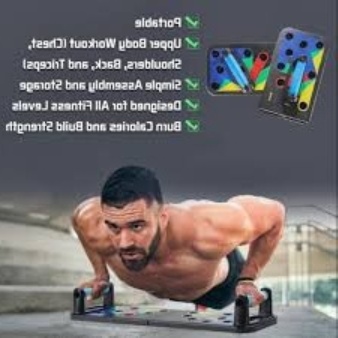 Portable
Upper Body Workout (Chest,
Shoulders, Back, and Triceps)
Simple Assembly and Storage
Designed for All Fitness Levels
Burn Calories and Build Strength